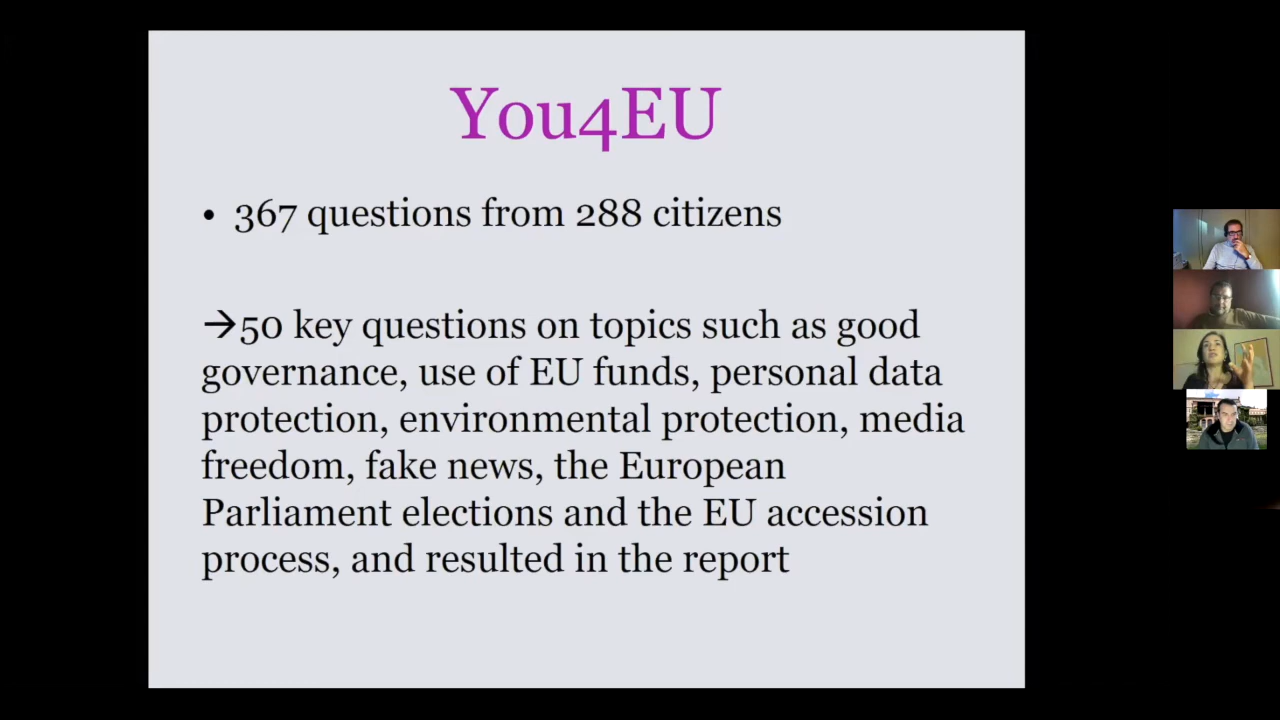 You4EU
• 367 questions from 288 citizens
→50 key questions on topics such as good
governance, use of EU funds, personal data
protection, environmental protection, media
freedom, fake news, the European
Parliament elections and the EU accession
process, and resulted in the report